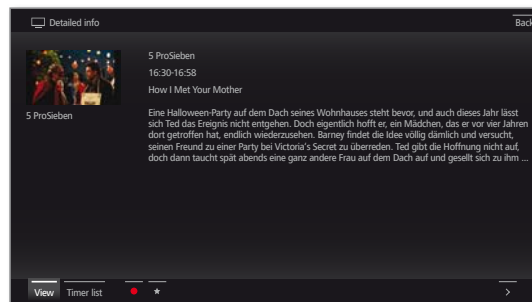 Detailed info
Back
5 ProSieben
16:30-16:58
How I Met Your Mother
5 ProSieben
Eine Halloween-Party auf dem Dach seines Wohnhauses steht bevor, und auch dieses Jahr lässt
sich Ted das Ereignis nicht entgehen. Doch eigentlich hofft er, ein Mädchen, das er vor vier Jahren
dort getroffen hat, endlich wiederzusehen. Barney findet die Idee völlig dämlich und versucht,
seinen Freund zu einer Party bei Victoria's Secret zu überreden. Ted gibt die Hoffnung nicht auf,
doch dann taucht spät abends eine ganz andere Frau auf dem Dach auf und gesellt sich zu ihm ...
View Timer list * >